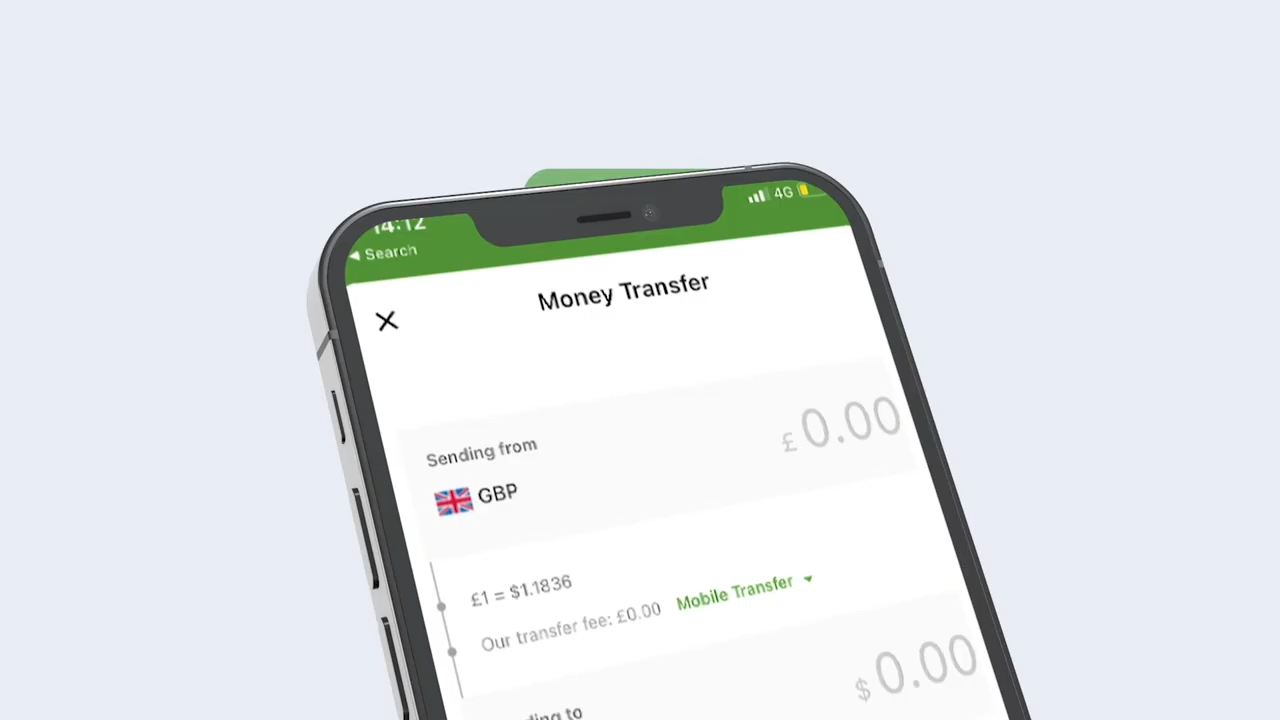 14:12
4G
Search
Money Transfer
Sending from
£ 0.00
GBP
£1 = $1.1836
Our transfer fee: £0.00 Mobile Transfer
$ 0.00
to